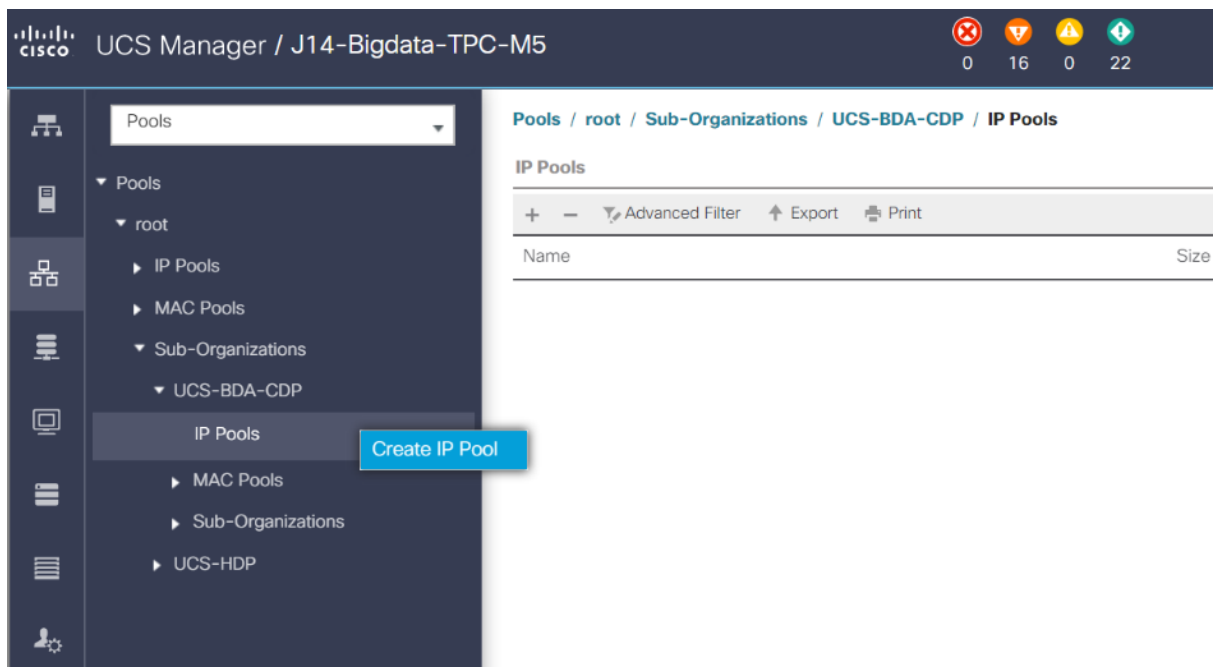 CISCO UCS Manager / J14-Bigdata-TPC-M5
0 16 0 22
Pools
Pools
root
IP Pools
MAC Pools
Sub-Organizations
UCS-BDA-CDP
IP Pools
Create IP Pool
MAC Pools
Sub-Organizations
UCS-HDP
Pools / root / Sub-Organizations / UCS-BDA-CDP / IP Pools
IP Pools
+ − Advanced Filter Export Print
Name Size